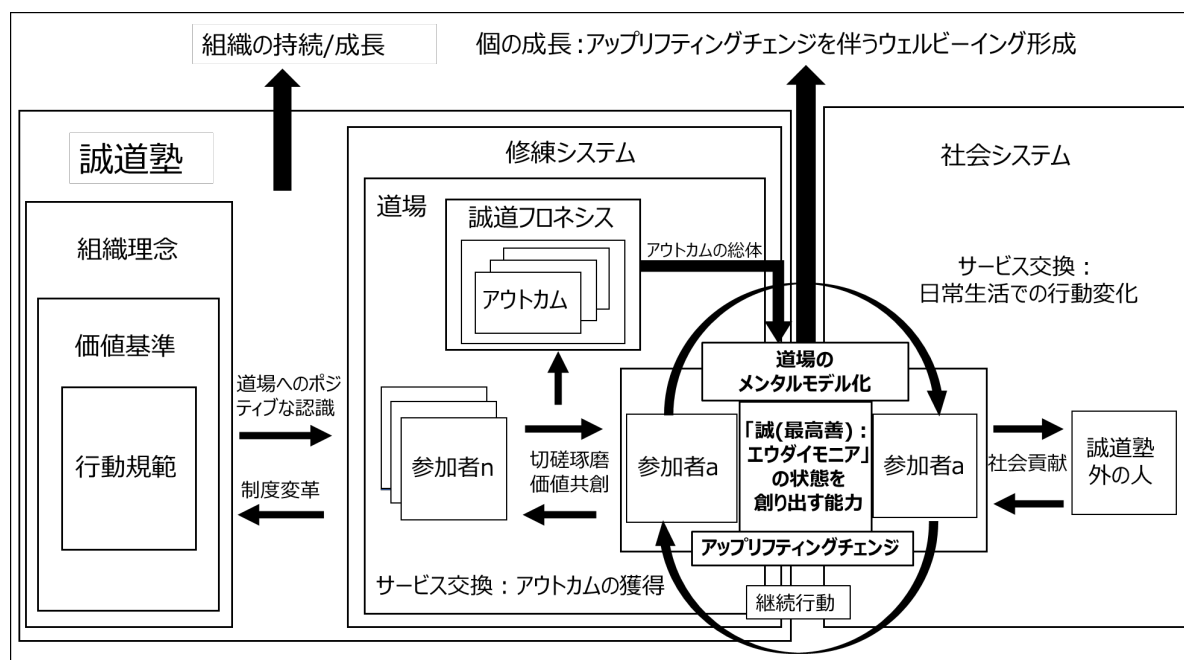 組織の持続/成長
個の成長：アップリフティングチェンジを伴うウェルビーイング形成
誠道塾
修練システム
社会システム
道場
誠道フロネシス
組織理念
アウトカムの総体
アウトカム
サービス交換：
日常生活での行動変化
価値基準
道場へのポジ
ティブな認識
道場の
メンタルモデル化
行動規範
制度変革
参加者n
切磋琢磨
価値共創
参加者a
「誠(最高善)：
エウダイモニア」
の状態を
創り出す能力
参加者a
社会貢献
誠道塾
外の人
アップリフティングチェンジ
サービス交換：アウトカムの獲得
継続行動